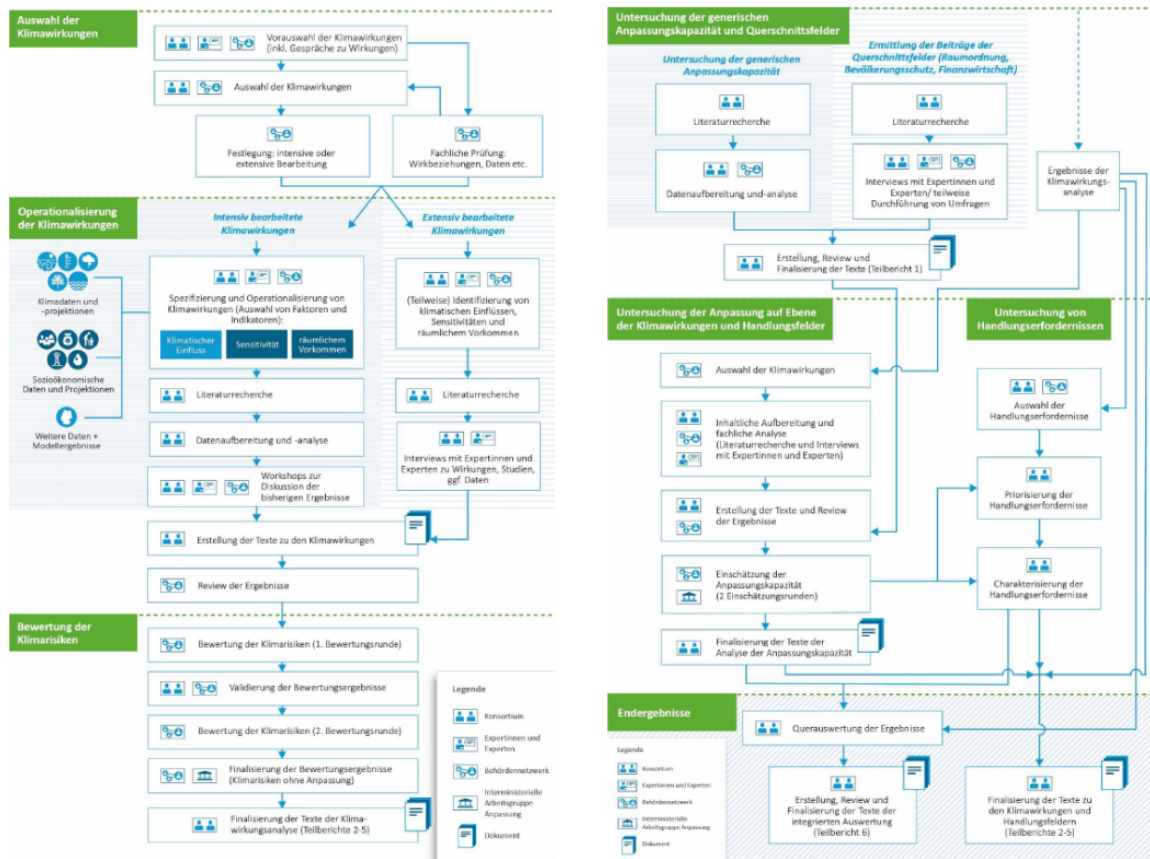 Auswahl der
Klimawirkungen
Vorauswahl der Klimawirkungen
(inkl. Gespräche zu Wirkungen)
Auswahl der Klimawirkungen
Festlegung: intensive oder
extensive Bearbeitung
Fachliche Prüfung:
Wirkbeziehungen, Daten etc.
Operationalisierung
der Klimawirkungen
Intensiv bearbeitete
Klimawirkungen
Extensiv bearbeitete
Klimawirkungen
Klimadaten und
-projektionen
Sozioökonomische
Daten und Projektionen
Weitere Daten +
Modellergebnisse
Spezifizierung und Operationalisierung von
Klimawirkungen (Auswahl von Faktoren und
Indikatoren):
Klimatischer
Einfluss
Sensitivität
räumlichem
Vorkommen
(Teilweise) Identifizierung von
klimatischen Einflüssen,
Sensitivitäten und
räumlichem Vorkommen
Literaturrecherche
Literaturrecherche
Datenaufbereitung und -analyse
Interviews mit Expertinnen und
Experten zu Wirkungen, Studien,
ggf. Daten
Workshops zur
Diskussion der
bisherigen Ergebnisse
Erstellung der Texte zu den Klimawirkungen
Review der Ergebnisse
Bewertung der
Klimarisiken
Bewertung der Klimarisiken (1. Bewertungsrunde)
Validierung der Bewertungsergebnisse
Bewertung der Klimarisiken (2. Bewertungsrunde)
Finalisierung der Bewertungsergebnisse
(Klimarisiken ohne Anpassung)
Finalisierung der Texte der Klima-
wirkungsanalyse (Teilberichte 2-5)
Legende
Konsortium
Expertinnen und
Experten
Behördennetzwerk
Interministerielle
Arbeitsgruppe
Anpassung
Dokument
Untersuchung der generischen
Anpassungskapazität und Querschnittsfelder
Untersuchung der generischen
Anpassungskapazität
Ermittlung der Beiträge der
Querschnittsfelder (Raumordnung,
Bevölkerungsschutz, Finanzwirtschaft)
Literaturrecherche
Literaturrecherche
Datenaufbereitung und-analyse
Interviews mit Expertinnen und
Experten/ teilweise
Durchführung von Umfragen
Ergebnisse der
Klimawirkungs-
analyse
Erstellung, Review und
Finalisierung der Texte (Teilbericht 1)
Untersuchung der Anpassung auf Ebene
der Klimawirkungen und Handlungsfelder
Untersuchung von
Handlungserfordernissen
Auswahl der Klimawirkungen
Auswahl der
Handlungserfordernisse
Inhaltliche Aufbereitung und
fachliche Analyse
(Literaturrecherche und Interviews
mit Expertinnen und Experten)
Priorisierung der
Handlungserfordernisse
Erstellung der Texte und Review
der Ergebnisse
Einschätzung der
Anpassungskapazität
(2 Einschätzungsrunden)
Charakterisierung der
Handlungserfordernisse
Finalisierung der Texte der
Analyse der Anpassungskapazität
Endergebnisse
Querauswertung der Ergebnisse
Legende
Konsortium
Expertinnen und Experten
Behördennetzwerk
Interministerielle
Arbeitsgruppe Anpassung
Dokument
Erstellung, Review und
Finalisierung der Texte der
integrierten Auswertung
(Teilbericht 6)
Finalisierung der Texte zu
den Klimawirkungen und
Handlungsfeldern
(Teilberichte 2-5)